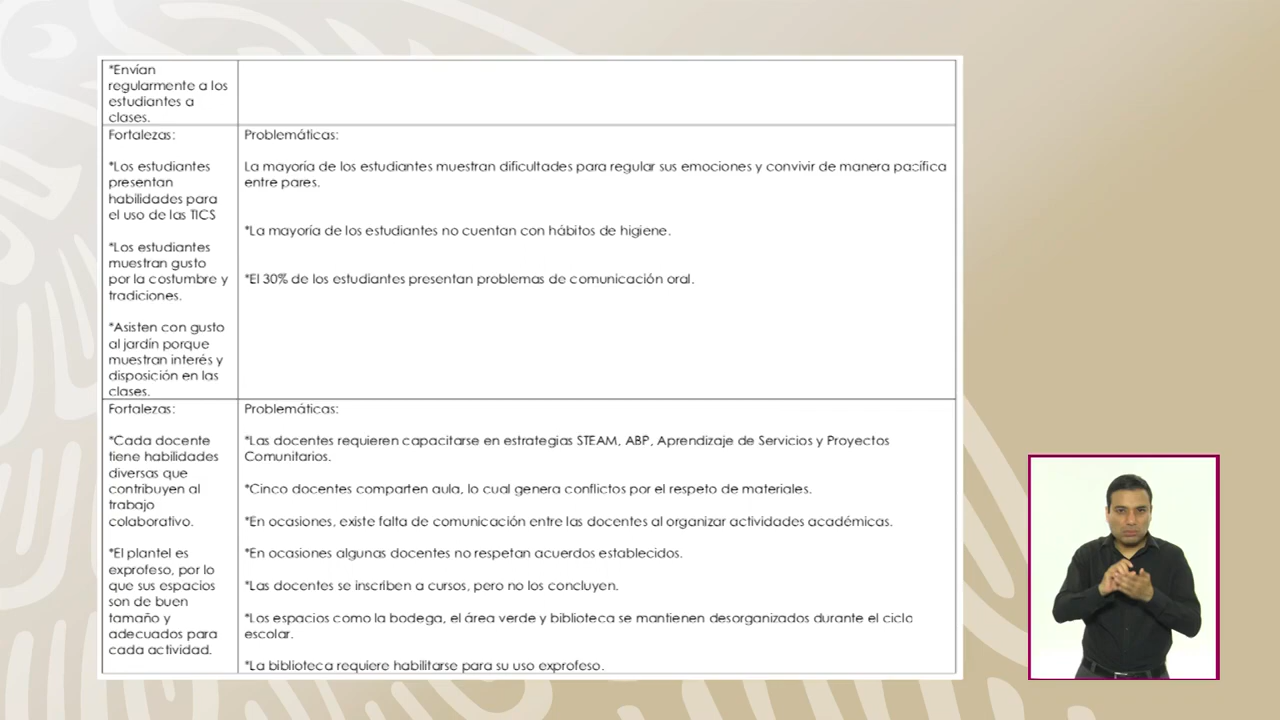 *Envían
regularmente a los
estudiantes a
clases.
Fortalezas:
*Los estudiantes
presentan
habilidades para
el uso de las TICS
*Los estudiantes
muestran gusto
por la costumbre y
tradiciones.
*Asisten con gusto
al jardín porque
muestran interés y
disposición en las
clases.
Problemáticas:
La mayoría de los estudiantes muestran dificultades para regular sus emociones y convivir de manera pacífica
entre pares.
*La mayoría de los estudiantes no cuentan con hábitos de higiene.
*El 30% de los estudiantes presentan problemas de comunicación oral.
Fortalezas:
*Cada docente
tiene habilidades
diversas que
contribuyen al
trabajo
colaborativo.
*El plantel es
exprofeso, por lo
que sus espacios
son de buen
tamaño y
adecuados para
cada actividad.
Problemáticas:
*Las docentes requieren capacitarse en estrategias STEAM, ABP, Aprendizaje de Servicios y Proyectos
Comunitarios.
*Cinco docentes comparten aula, lo cual genera conflictos por el respeto de materiales.
*En ocasiones, existe falta de comunicación entre las docentes al organizar actividades académicas.
*En ocasiones algunas docentes no respetan acuerdos establecidos.
*Las docentes se inscriben a cursos, pero no los concluyen.
*Los espacios como la bodega, el área verde y biblioteca se mantienen desorganizados durante el ciclo
escolar.
*La biblioteca requiere habilitarse para su uso exprofeso.